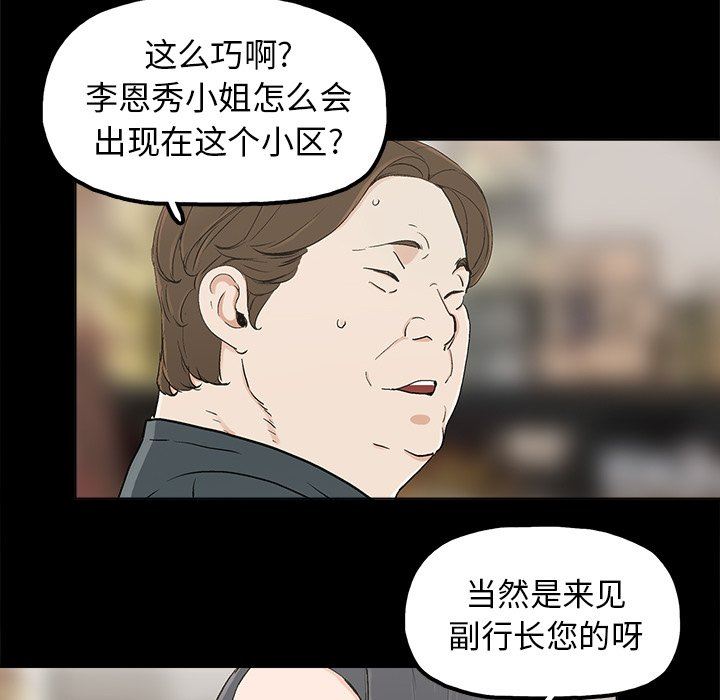 这么巧啊?
李恩秀小姐怎么会
出现在这个小区?
当然是来见
副行长您的呀